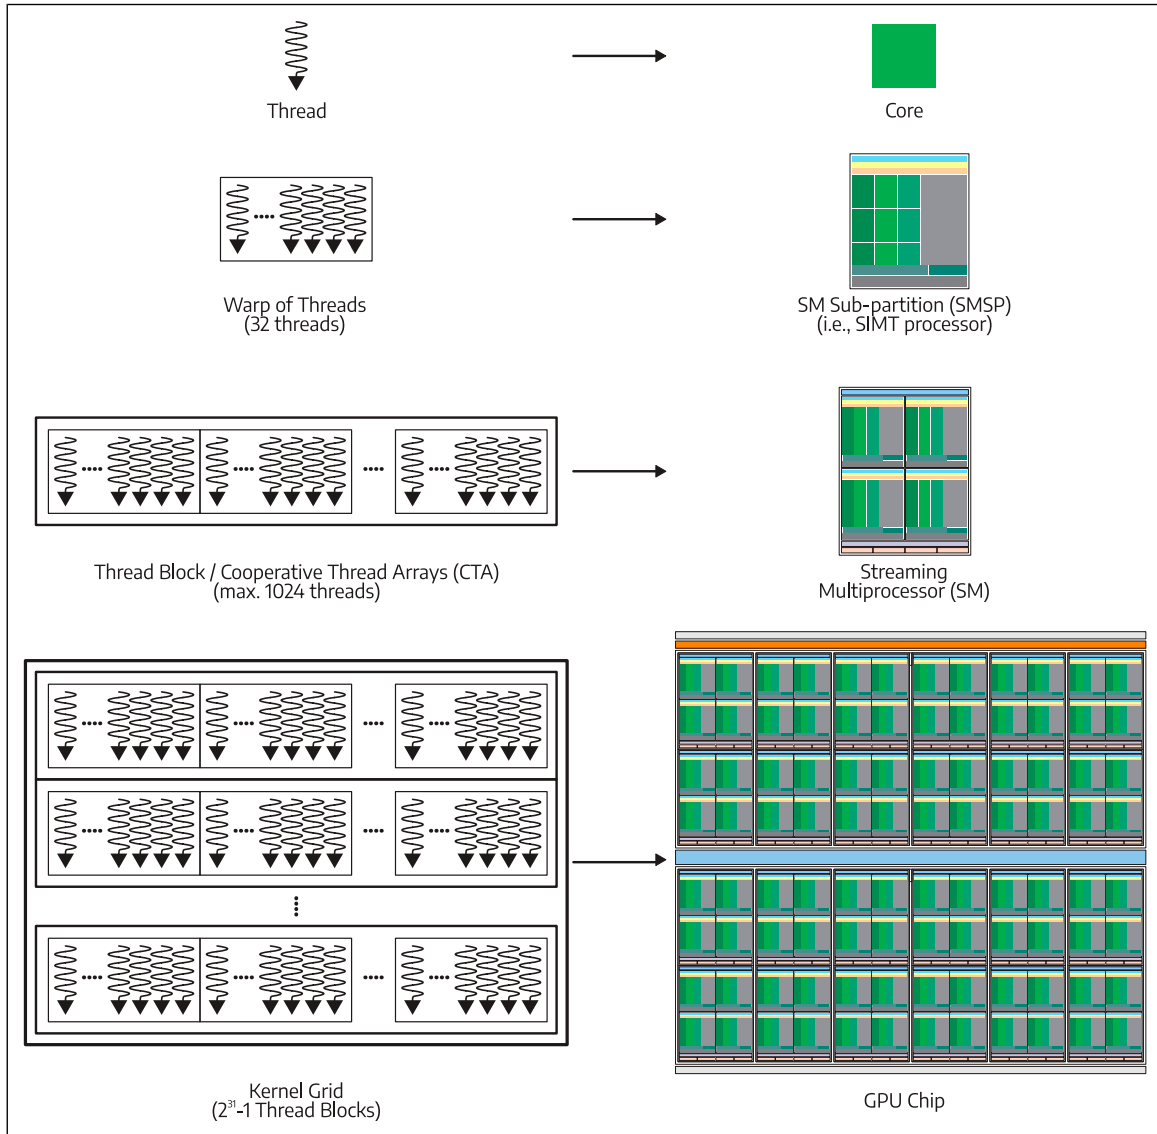 Thread
Core
Warp of Threads
(32 threads)
SM Sub-partition (SMSP)
(i.e., SIMT processor)
Thread Block / Cooperative Thread Arrays (CTA)
(max. 1024 threads)
Streaming
Multiprocessor (SM)
Kernel Grid
(2³¹-1 Thread Blocks)
GPU Chip